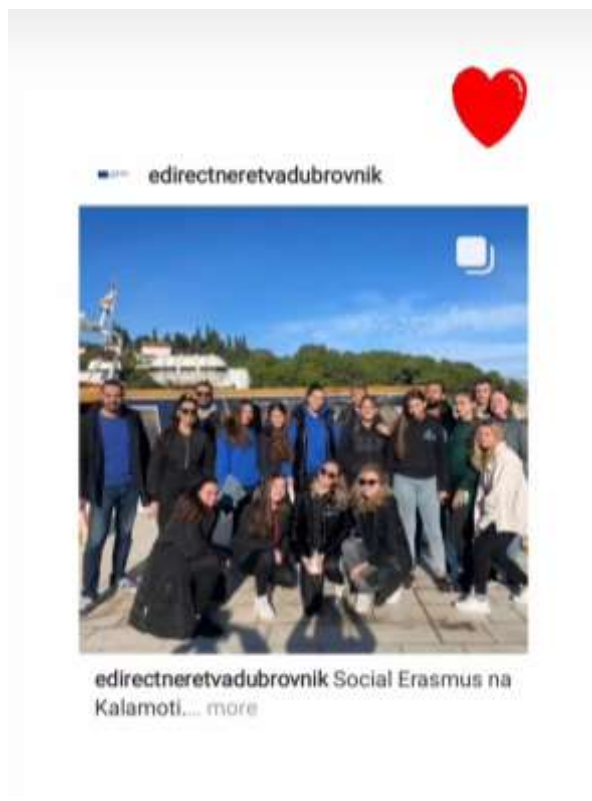 edirectneretvadubrovnik
edirectneretvadubrovnik Social Erasmus na
Kalamoti.... more